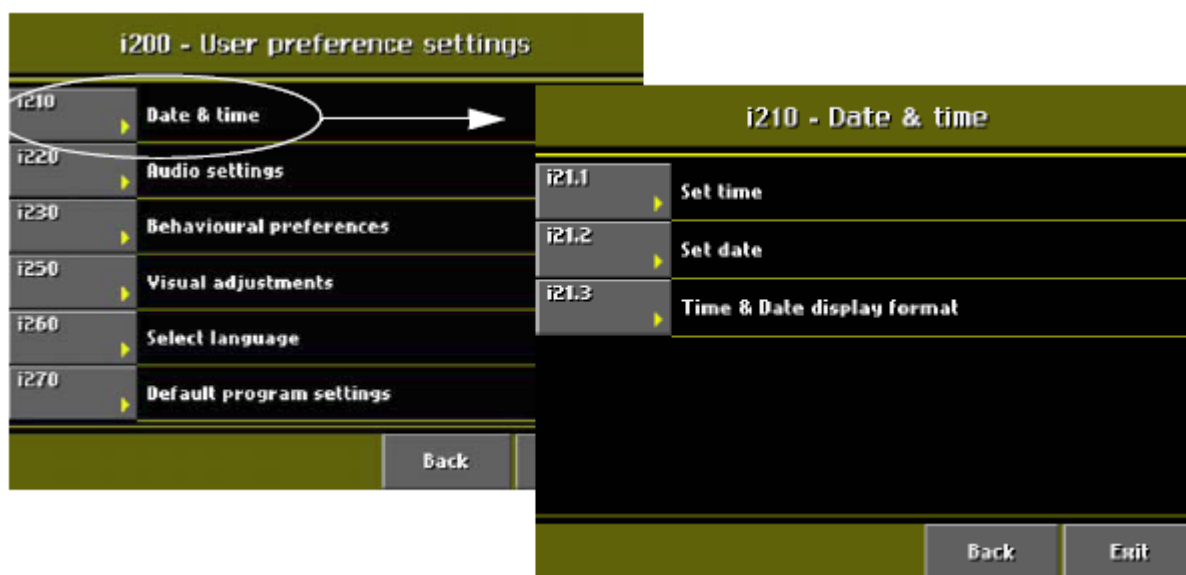 i200 - User preference settings
i210 Date & time
i220 Audio settings
i230 Behavioural preferences
i250 Visual adjustments
i260 Select language
i270 Default program settings
Back
i210 - Date & time
i21.1 Set time
i21.2 Set date
i21.3 Time & Date display format
Back Exit